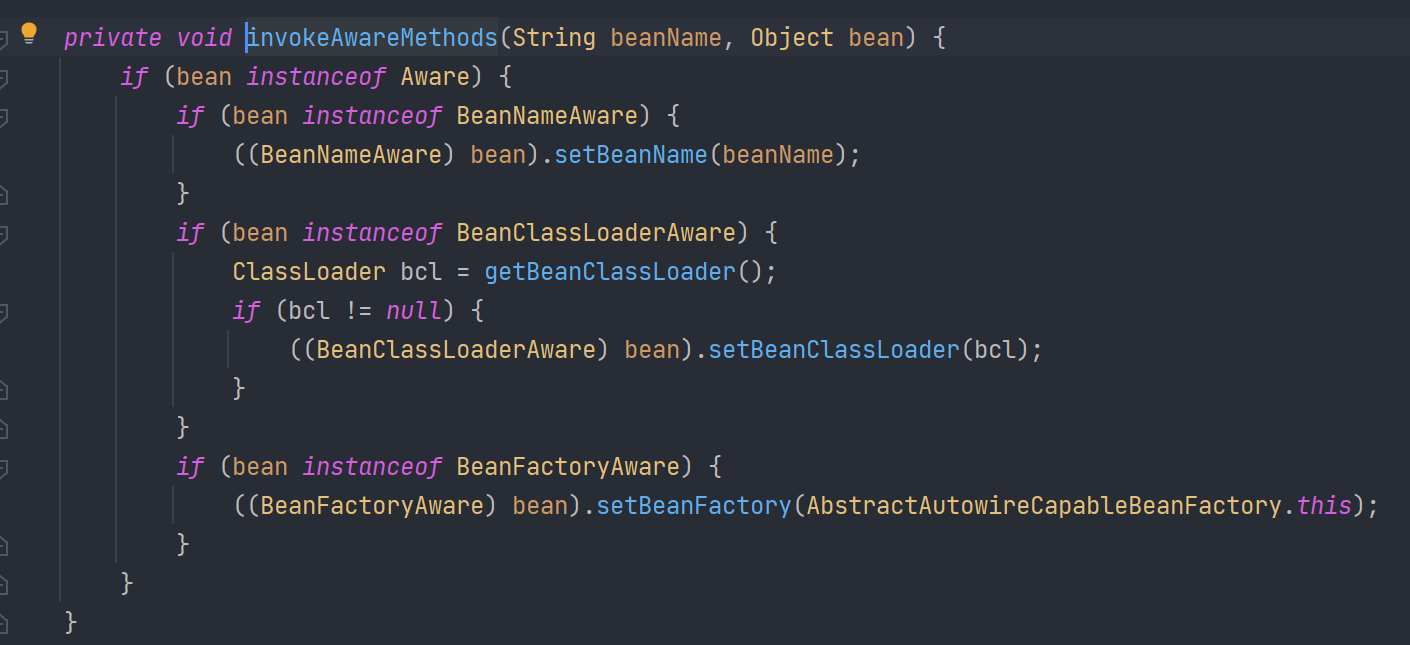 private void invokeAwareMethods(String beanName, Object bean) {
    if (bean instanceof Aware) {
        if (bean instanceof BeanNameAware) {
            ((BeanNameAware) bean).setBeanName(beanName);
        }
        if (bean instanceof BeanClassLoaderAware) {
            ClassLoader bcl = getBeanClassLoader();
            if (bcl != null) {
                ((BeanClassLoaderAware) bean).setBeanClassLoader(bcl);
            }
        }
        if (bean instanceof BeanFactoryAware) {
            ((BeanFactoryAware) bean).setBeanFactory(AbstractAutowireCapableBeanFactory.this);
        }
    }
}